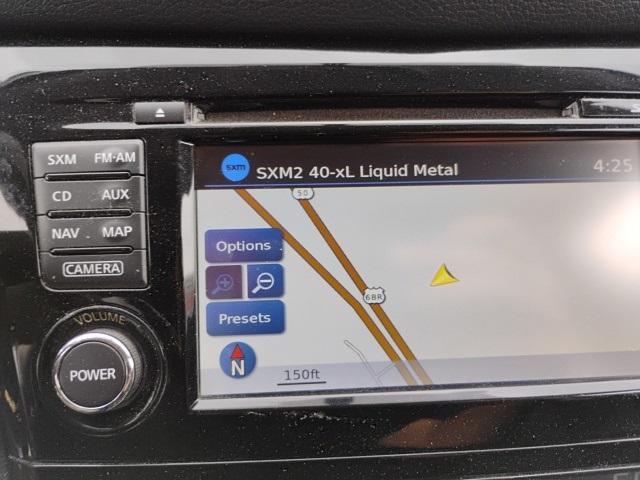 SXM FM·AM
CD AUX
NAV MAP
CAMERA
VOLUME
POWER
sxm SXM2 40-xL Liquid Metal 4:25
50
Options
68R
Presets
N
150ft